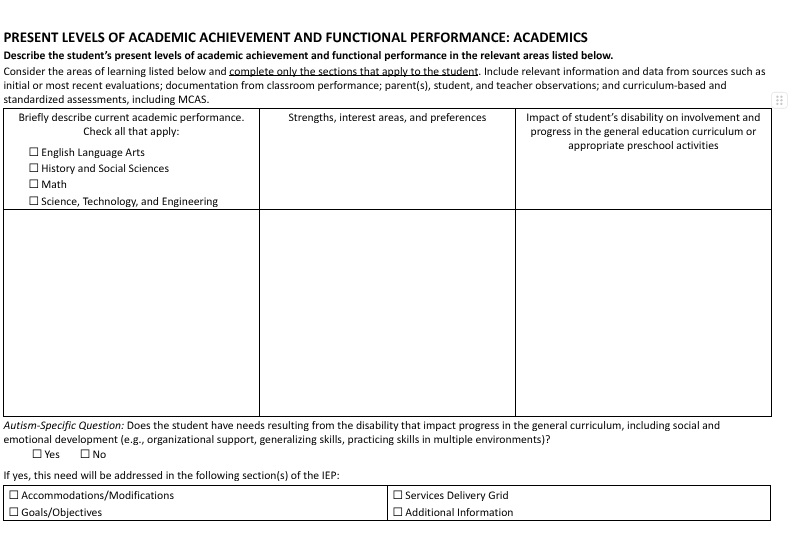 PRESENT LEVELS OF ACADEMIC ACHIEVEMENT AND FUNCTIONAL PERFORMANCE: ACADEMICS
Describe the student's present levels of academic achievement and functional performance in the relevant areas listed below.
Consider the areas of learning listed below and complete only the sections that apply to the student. Include relevant information and data from sources such as
initial or most recent evaluations; documentation from classroom performance; parent(s), student, and teacher observations; and curriculum-based and
standardized assessments, including MCAS.
Briefly describe current academic performance.
Check all that apply:
☐ English Language Arts
☐ History and Social Sciences
☐ Math
☐ Science, Technology, and Engineering
Strengths, interest areas, and preferences
Impact of student's disability on involvement and
progress in the general education curriculum or
appropriate preschool activities
Autism-Specific Question: Does the student have needs resulting from the disability that impact progress in the general curriculum, including social and
emotional development (e.g., organizational support, generalizing skills, practicing skills in multiple environments)?
☐ Yes ☐ No
If yes, this need will be addressed in the following section(s) of the IEP:
☐ Accommodations/Modifications
☐ Goals/Objectives
☐ Services Delivery Grid
☐ Additional Information